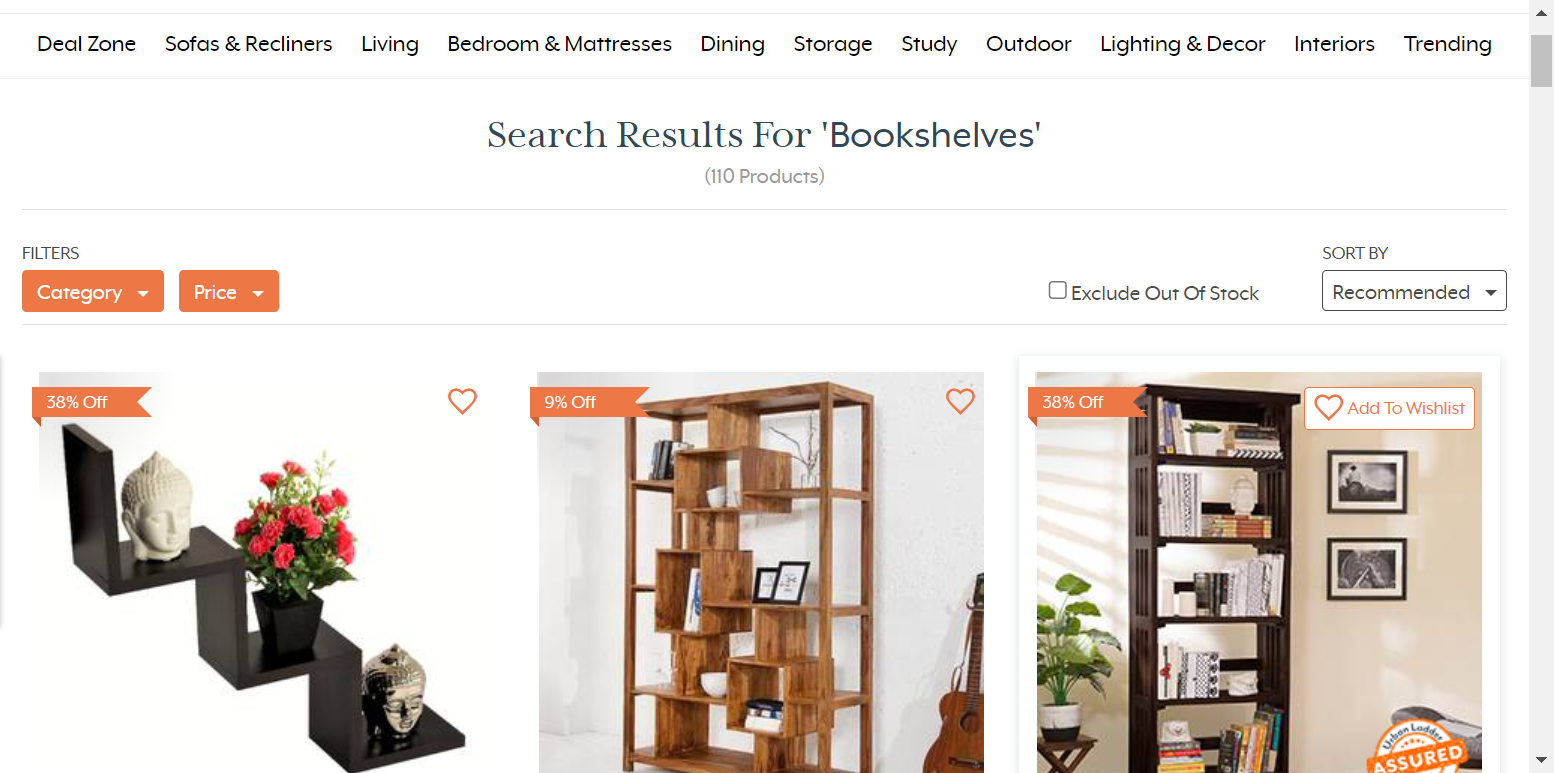 Deal Zone Sofas & Recliners Living Bedroom & Mattresses Dining Storage Study Outdoor Lighting & Decor Interiors Trending
Search Results For 'Bookshelves'
(110 Products)
FILTERS
SORT BY
Category Price
Exclude Out Of Stock
Recommended
38% Off
9% Off
38% Off
Add To Wishlist
Urban Ladder
ASSURED